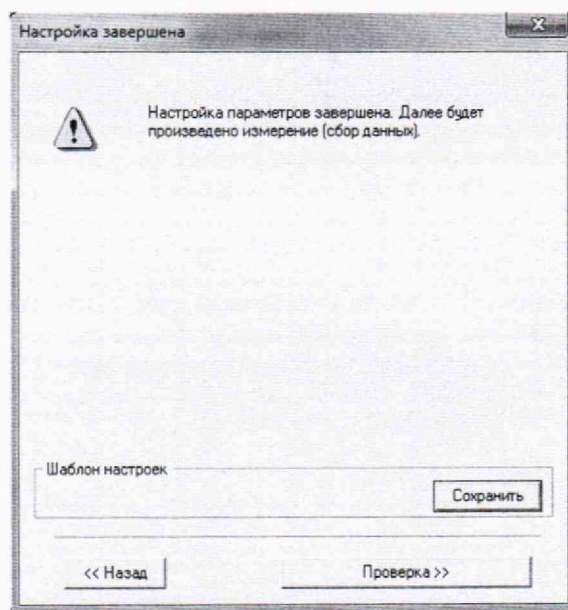 Настройка завершена
Настройка параметров завершена. Далее будет
произведено измерение (сбор данных).
Шаблон настроек
Сохранить
<< Назад
Проверка >>